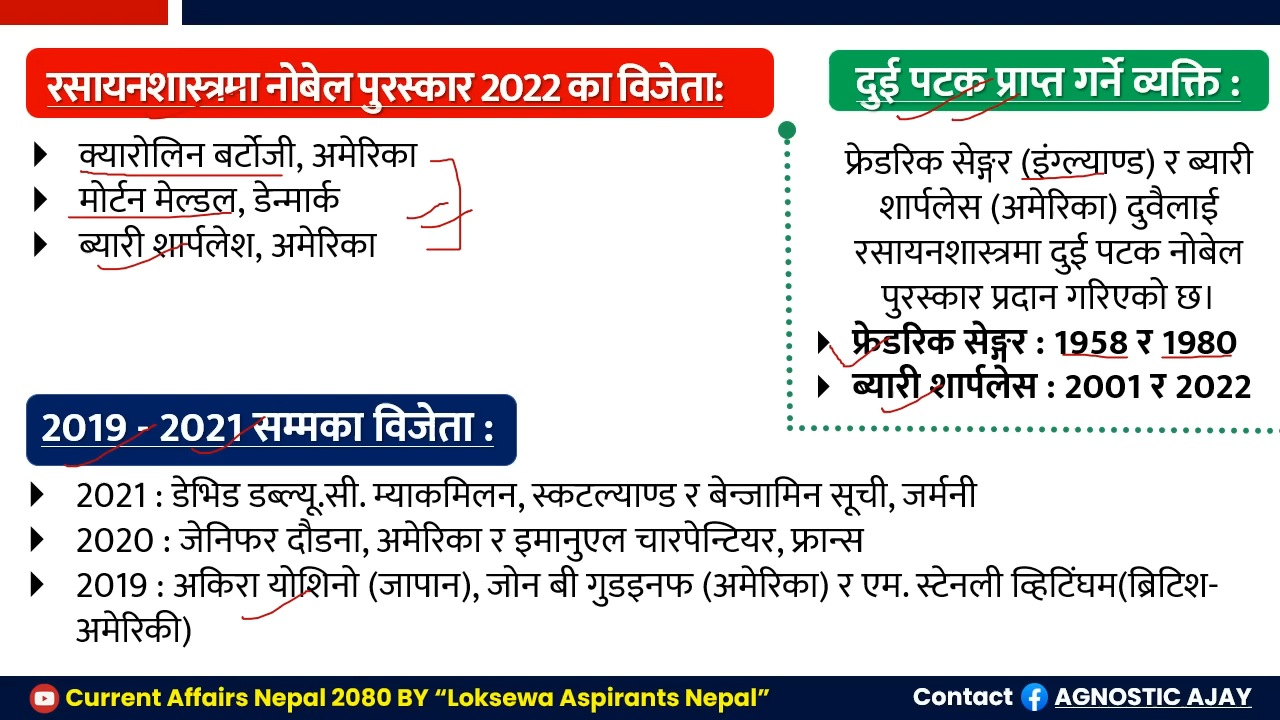 रसायनशास्त्रमा नोबेल पुरस्कार 2022 का विजेता:
क्यारोलिन बर्टोजी, अमेरिका
मोर्टन मेल्डल, डेन्मार्क
ब्यारी शार्पलेश, अमेरिका
दुई पटक प्राप्त गर्ने व्यक्ति :
फ्रेडरिक सेङ्गर (इंग्ल्याण्ड) र ब्यारी
शार्पलेस (अमेरिका) दुवैलाई
रसायनशास्त्रमा दुई पटक नोबेल
पुरस्कार प्रदान गरिएको छ।
फ्रेडरिक सेङ्गर : 1958 र 1980
ब्यारी शार्पलेस : 2001 र 2022
2019 - 2021 सम्मका विजेता :
2021 : डेभिड डब्ल्यू.सी. म्याकमिलन, स्कटल्याण्ड र बेन्जामिन सूची, जर्मनी
2020 : जेनिफर दौडना, अमेरिका र इमानुएल चारपेन्टियर, फ्रान्स
2019 : अकिरा योशिनो (जापान), जोन बी गुडइनफ (अमेरिका) र एम. स्टेनली व्हिटिंघम(ब्रिटिश-
अमेरिकी)
Current Affairs Nepal 2080 BY “Loksewa Aspirants Nepal”
Contact AGNOSTIC AJAY